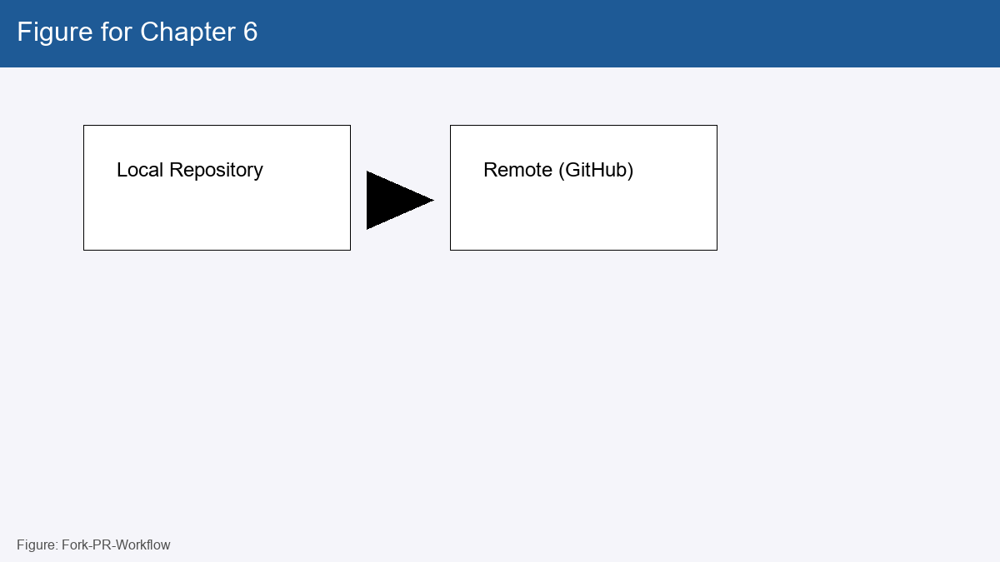 Figure for Chapter 6
Local Repository
Remote (GitHub)
Figure: Fork-PR-Workflow